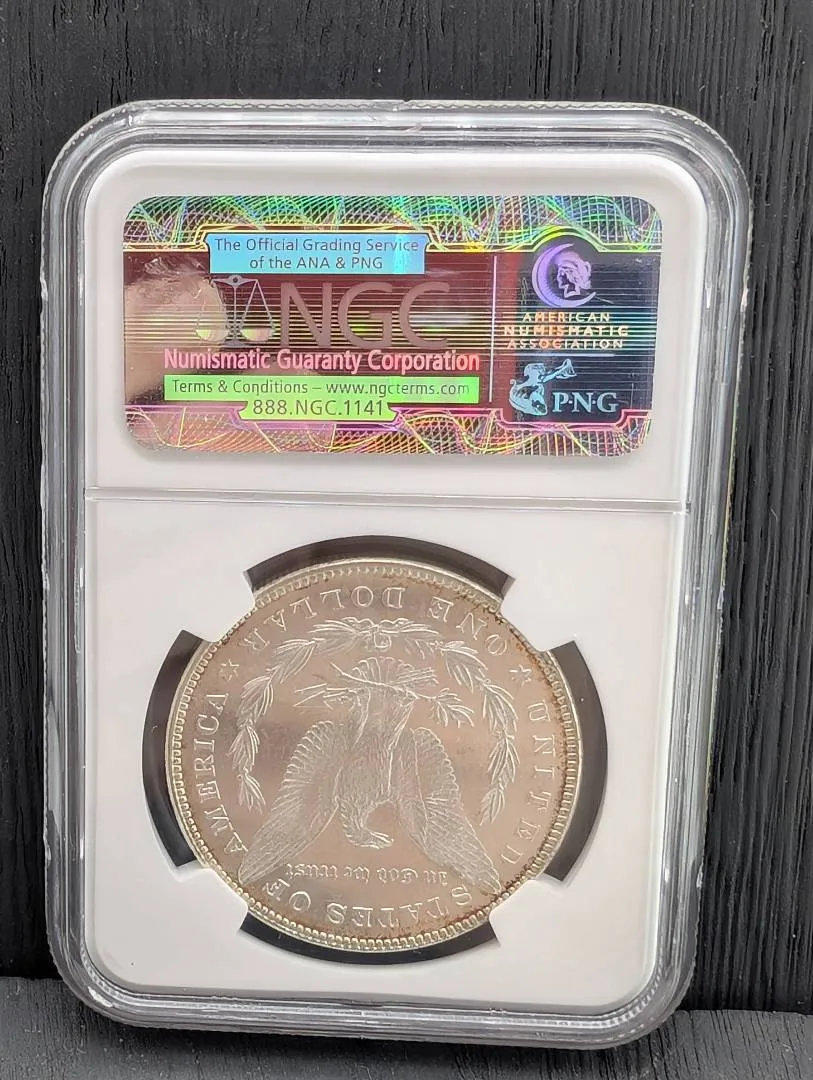 The Official Grading Service
of the ANA & PNG
NGC
Numismatic Guaranty Corporation
Terms & Conditions – www.ngcterms.com
888.NGC.1141
AMERICAN
NUMISMATIC
ASSOCIATION
P·N·G
UNITED STATES OF AMERICA
ONE DOLLAR
In God we trust